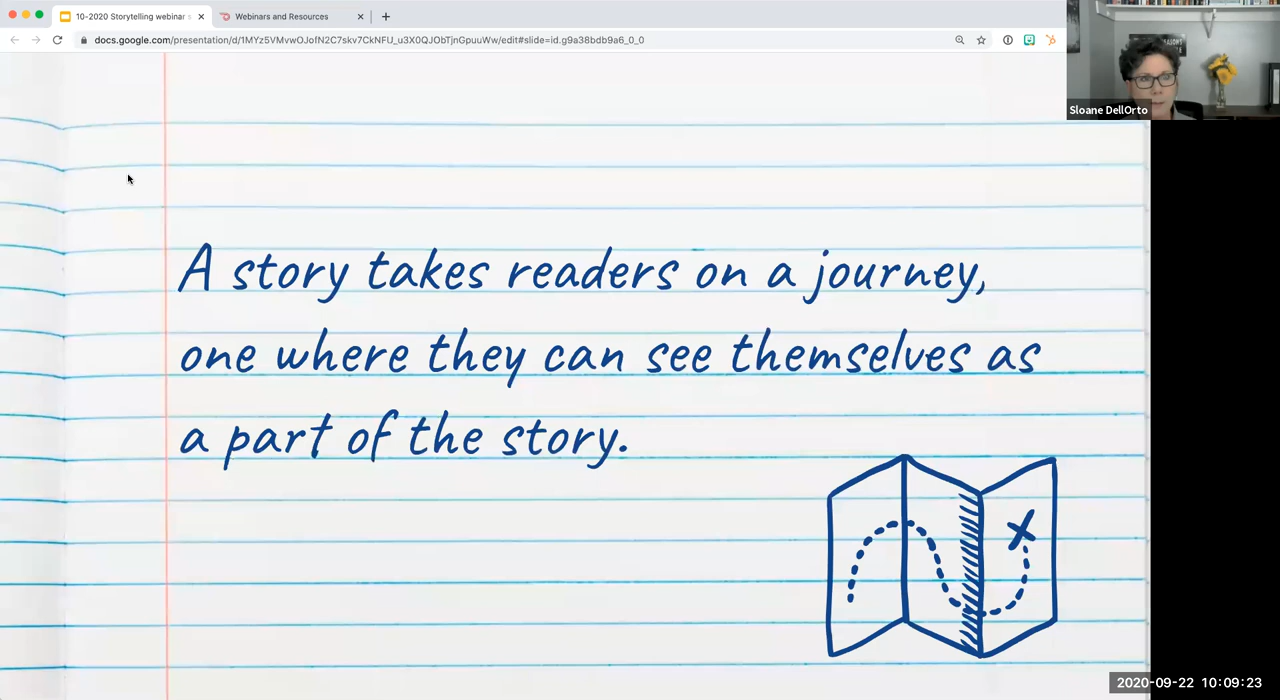 10-2020 Storytelling webinar s
Webinars and Resources
docs.google.com/presentation/d/1MYz5VMvwOJofN2C7skv7CkNFU_u3X0QJObTjnGpuuWw/edit#slide=id.g9a38bdb9a6_0_0
Sloane DellOrto
A story takes readers on a journey,
one where they can see themselves as
a part of the story.
2020-09-22 10:09:23